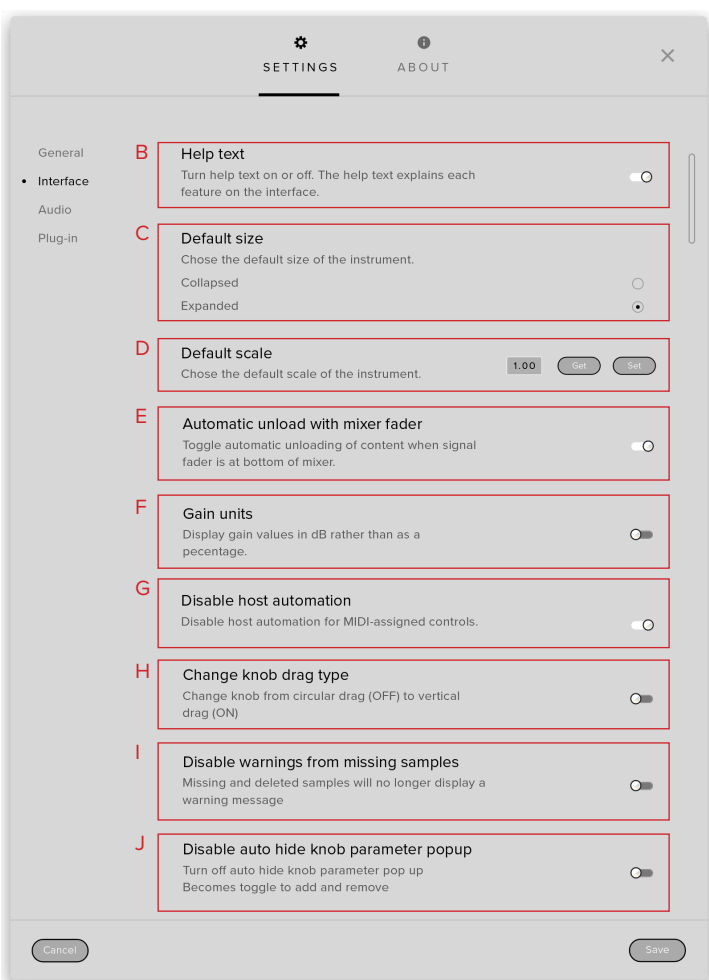 SETTINGS
ABOUT
General
Interface
Audio
Plug-in
B
Help text
Turn help text on or off. The help text explains each
feature on the interface.
C
Default size
Chose the default size of the instrument.
Collapsed
Expanded
D
Default scale
Chose the default scale of the instrument.
1.00
Get
Set
E
Automatic unload with mixer fader
Toggle automatic unloading of content when signal
fader is at bottom of mixer.
F
Gain units
Display gain values in dB rather than as a
pecentage.
G
Disable host automation
Disable host automation for MIDI-assigned controls.
H
Change knob drag type
Change knob from circular drag (OFF) to vertical
drag (ON)
I
Disable warnings from missing samples
Missing and deleted samples will no longer display a
warning message
J
Disable auto hide knob parameter popup
Turn off auto hide knob parameter pop up
Becomes toggle to add and remove
Cancel
Save